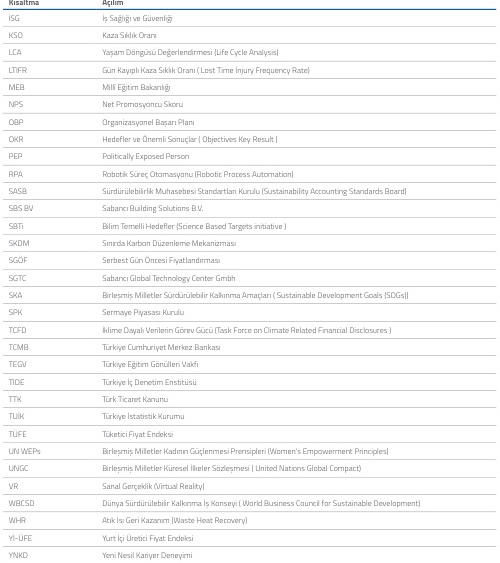 Kısaltma Açılım
İSG İş Sağlığı ve Güvenliği
KSO Kaza Sıklık Oranı
LCA Yaşam Döngüsü Değerlendirmesi (Life Cycle Analysis)
LTIFR Gün Kayıplı Kaza Sıklık Oranı ( Lost Time Injury Frequency Rate)
MEB Millî Eğitim Bakanlığı
NPS Net Promosyoncu Skoru
OBP Organizasyonel Başarı Planı
OKR Hedefler ve Önemli Sonuçlar ( Objectives Key Result )
PEP Politically Exposed Person
RPA Robotik Süreç Otomasyonu (Robotic Process Automation)
SASB Sürdürülebilirlik Muhasebesi Standartları Kurulu (Sustainability Accounting Standards Board)
SBS BV Sabancı Building Solutions B.V.
SBTi Bilim Temelli Hedefler (Science Based Targets initiative )
SKDM Sınırda Karbon Düzenleme Mekanizması
SGÖF Serbest Gün Öncesi Fiyatlandırması
SGTC Sabancı Global Technology Center Gmbh
SKA Birleşmiş Milletler Sürdürülebilir Kalkınma Amaçları ( Sustainable Development Goals (SDGs))
SPK Sermaye Piyasası Kurulu
TCFD İklime Dayalı Verilerin Görev Gücü (Task Force on Climate Related Financial Disclosures )
TCMB Türkiye Cumhuriyet Merkez Bankası
TEGV Türkiye Eğitim Gönülleri Vakfı
TİDE Türkiye İç Denetim Enstitüsü
TTK Türk Ticaret Kanunu
TUİK Türkiye İstatistik Kurumu
TÜFE Tüketici Fiyat Endeksi
UN WEPs Birleşmiş Milletler Kadının Güçlenmesi Prensipleri (Women's Empowerment Principles)
UNGC Birleşmiş Milletler Küresel İlkeler Sözleşmesi ( United Nations Global Compact)
VR Sanal Gerçeklik (Virtual Reality)
WBCSD Dünya Sürdürülebilir Kalkınma İş Konseyi ( World Business Council for Sustainable Development)
WHR Atık Isı Geri Kazanım (Waste Heat Recovery)
Yİ-ÜFE Yurt İçi Üretici Fiyat Endeksi
YNKD Yeni Nesil Kariyer Deneyimi